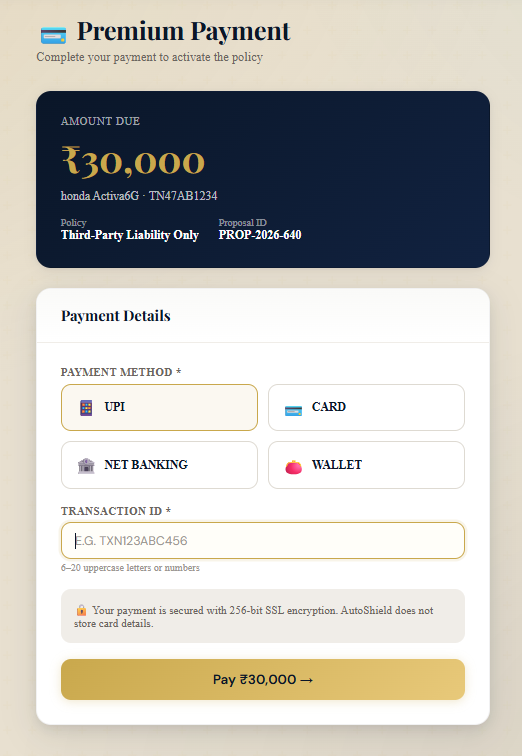 Premium Payment
Complete your payment to activate the policy
AMOUNT DUE
₹30,000
honda Activa6G · TN47AB1234
Policy Proposal ID
Third-Party Liability Only PROP-2026-640
Payment Details
PAYMENT METHOD *
UPI CARD
NET BANKING WALLET
TRANSACTION ID *
E.G. TXN123ABC456
6–20 uppercase letters or numbers
Your payment is secured with 256-bit SSL encryption. AutoShield does not
store card details.
Pay ₹30,000 →